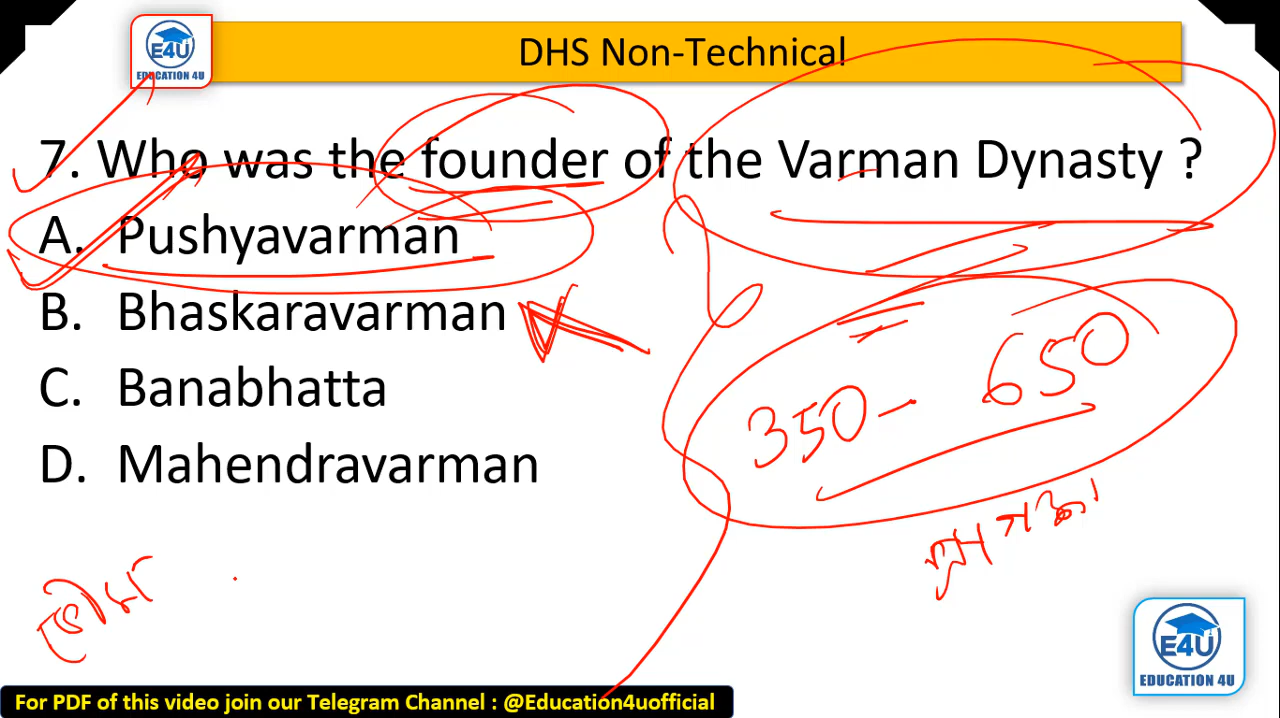 E4U
EDUCATION 4U
DHS Non-Technical
7. Who was the founder of the Varman Dynasty ?
A. Pushyavarman
B. Bhaskaravarman
C. Banabhatta
D. Mahendravarman
350 - 650
E4U
EDUCATION 4U
For PDF of this video join our Telegram Channel : @Education4uofficial